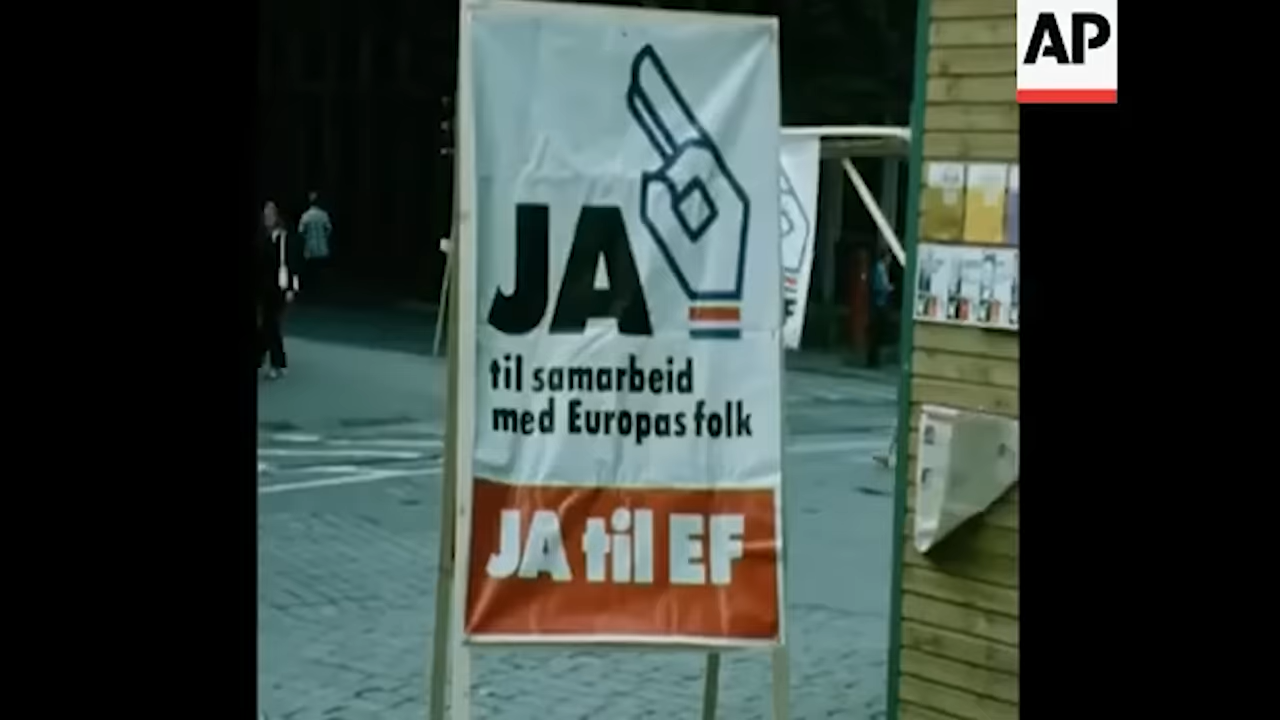 AP
JA
til samarbeid
med Europas folk
JA til EF